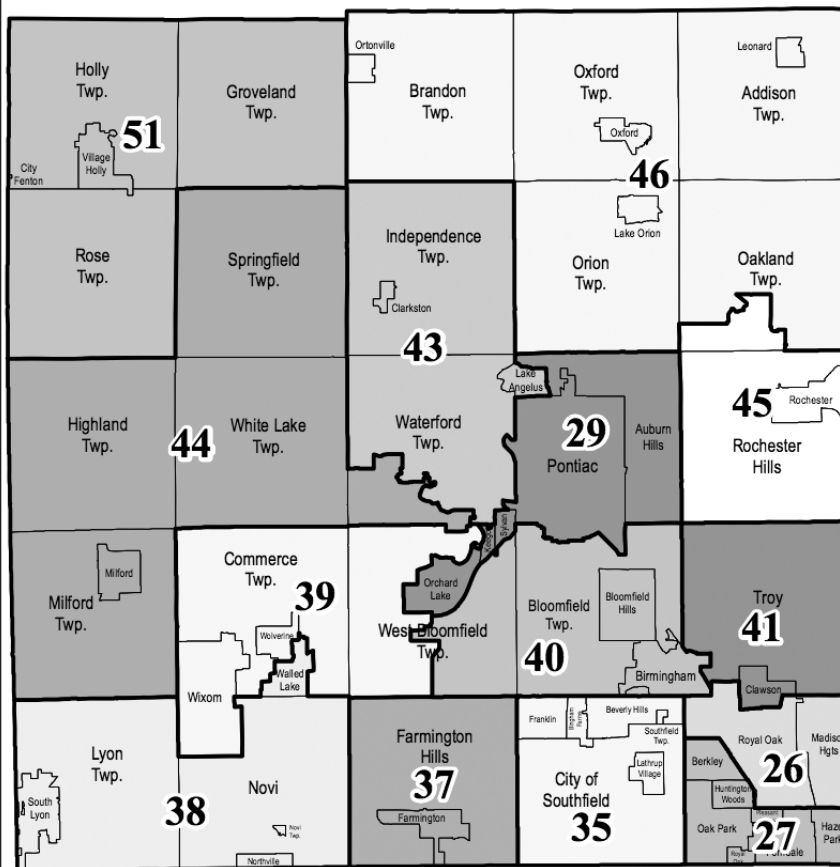 Ortonville
Leonard
Holly
Twp.
Groveland
Twp.
Brandon
Twp.
Oxford
Twp.
Addison
Twp.
51
Oxford
Village
Holly
City
Fenton
46
Lake Orion
Rose
Twp.
Springfield
Twp.
Independence
Twp.
Orion
Twp.
Oakland
Twp.
Clarkston
43
Lake
Angelus
45
Rochester
Highland
Twp.
44
White Lake
Twp.
Waterford
Twp.
29
Pontiac
Auburn
Hills
Rochester
Hills
Keego
Sylvan
Commerce
Twp.
Milford
Milford
Twp.
39
Orchard
Lake
Bloomfield
Twp.
Bloomfield
Hills
Troy
41
Wolverine
West Bloomfield
Twp.
40
Walled
Lake
Birmingham
Clawson
Wixom
Franklin
Bingham
Farms
Beverly Hills
Southfield
Twp.
Lyon
Twp.
Novi
Farmington
Hills
37
City of
Southfield
35
Lathrup
Village
Royal Oak
26
Berkley
Huntington
Woods
South
Lyon
38
Novi
Twp.
Farmington
Oak Park
27
Northville